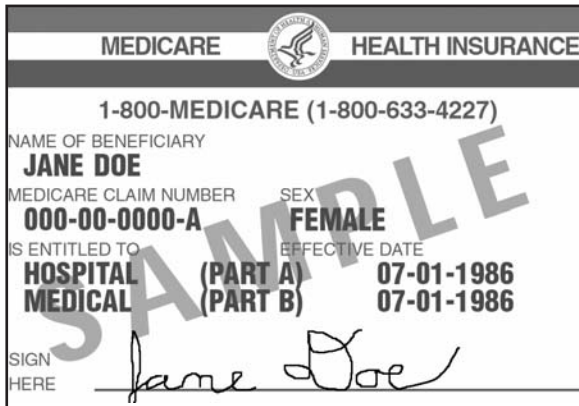 MEDICARE HEALTH INSURANCE
1-800-MEDICARE (1-800-633-4227)
NAME OF BENEFICIARY
JANE DOE
MEDICARE CLAIM NUMBER SEX
000-00-0000-A FEMALE
IS ENTITLED TO EFFECTIVE DATE
HOSPITAL (PART A) 07-01-1986
MEDICAL (PART B) 07-01-1986
SAMPLE
SIGN
HERE Jane Doe